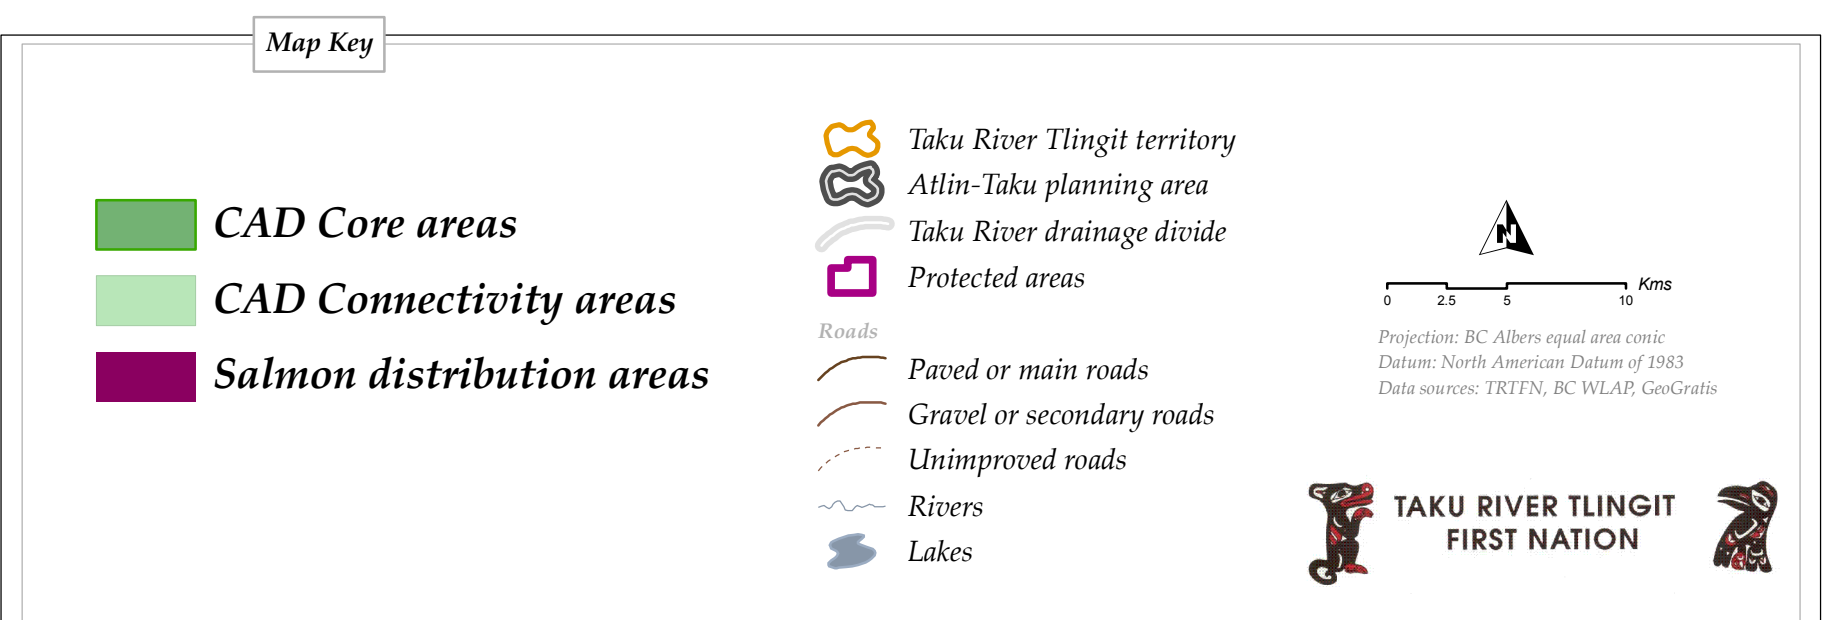 Map Key
CAD Core areas
CAD Connectivity areas
Salmon distribution areas
Taku River Tlingit territory
Atlin-Taku planning area
Taku River drainage divide
Protected areas
Roads
Paved or main roads
Gravel or secondary roads
Unimproved roads
Rivers
Lakes
N
0 2.5 5 10 Kms
Projection: BC Albers equal area conic
Datum: North American Datum of 1983
Data sources: TRTFN, BC WLAP, GeoGratis
TAKU RIVER TLINGIT
FIRST NATION